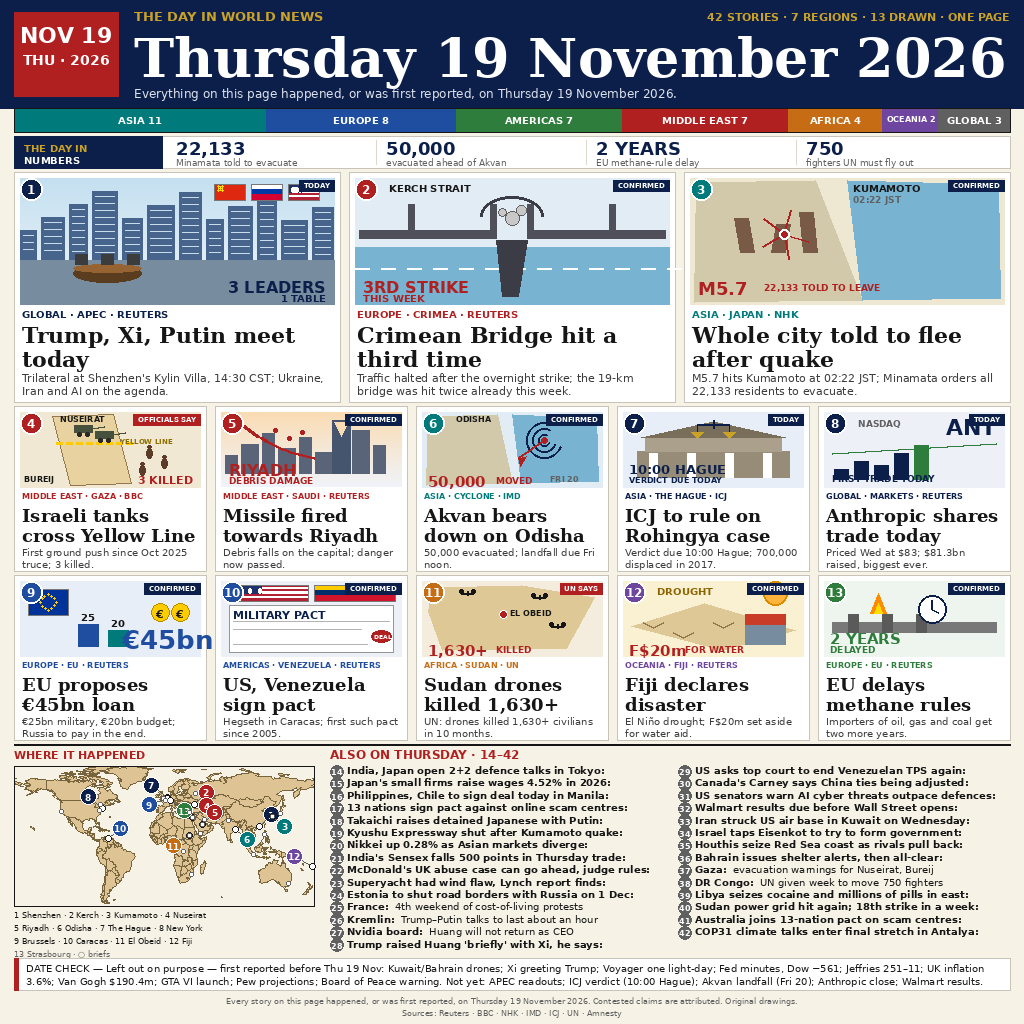 NOV 19
THU · 2026
THE DAY IN WORLD NEWS
42 STORIES · 7 REGIONS · 13 DRAWN · ONE PAGE
Thursday 19 November 2026
Everything on this page happened, or was first reported, on Thursday 19 November 2026.
ASIA 11
EUROPE 8
AMERICAS 7
MIDDLE EAST 7
AFRICA 4
OCEANIA 2
GLOBAL 3
THE DAY IN
NUMBERS
22,133
Minamata told to evacuate
50,000
evacuated ahead of Akvan
2 YEARS
EU methane-rule delay
750
fighters UN must fly out
1
TODAY
3 LEADERS
1 TABLE
GLOBAL · APEC · REUTERS
Trump, Xi, Putin meet
today
Trilateral at Shenzhen's Kylin Villa, 14:30 CST; Ukraine,
Iran and AI on the agenda.
2
KERCH STRAIT
CONFIRMED
3RD STRIKE
THIS WEEK
EUROPE · CRIMEA · REUTERS
Crimean Bridge hit a
third time
Traffic halted after the overnight strike; the 19-km
bridge was hit twice already this week.
3
KUMAMOTO
02:22 JST
CONFIRMED
M5.7
22,133 TOLD TO LEAVE
ASIA · JAPAN · NHK
Whole city told to flee
after quake
M5.7 hits Kumamoto at 02:22 JST; Minamata orders all
22,133 residents to evacuate.
4
NUSEIRAT
OFFICIALS SAY
YELLOW LINE
BUREIJ
3 KILLED
MIDDLE EAST · GAZA · BBC
Israeli tanks
cross Yellow Line
First ground push since Oct 2025
truce; 3 killed.
5
CONFIRMED
RIYADH
DEBRIS DAMAGE
MIDDLE EAST · SAUDI · REUTERS
Missile fired
towards Riyadh
Debris falls on the capital; danger
now passed.
6
ODISHA
CONFIRMED
50,000 MOVED
FRI 20
ASIA · CYCLONE · IMD
Akvan bears
down on Odisha
50,000 evacuated; landfall due Fri
noon.
7
TODAY
10:00 HAGUE
VERDICT DUE TODAY
ASIA · THE HAGUE · ICJ
ICJ to rule on
Rohingya case
Verdict due 10:00 Hague; 700,000
displaced in 2017.
8
NASDAQ
TODAY
ANT
FIRST TRADE TODAY
GLOBAL · MARKETS · REUTERS
Anthropic shares
trade today
Priced Wed at $83; $81.3bn
raised, biggest ever.
9
CONFIRMED
25
20
€
€
€45bn
EUROPE · EU · REUTERS
EU proposes
€45bn loan
€25bn military, €20bn budget;
Russia to pay in the end.
10
CONFIRMED
MILITARY PACT
DEAL
AMERICAS · VENEZUELA · REUTERS
US, Venezuela
sign pact
Hegseth in Caracas; first such pact
since 2005.
11
UN SAYS
EL OBEID
1,630+ KILLED
AFRICA · SUDAN · UN
Sudan drones
killed 1,630+
UN: drones killed 1,630+ civilians
in 10 months.
12
DROUGHT
CONFIRMED
F$20m
FOR WATER
OCEANIA · FIJI · REUTERS
Fiji declares
disaster
El Niño drought; F$20m set aside
for water aid.
13
CONFIRMED
2 YEARS
DELAYED
EUROPE · EU · REUTERS
EU delays
methane rules
Importers of oil, gas and coal get
two more years.
WHERE IT HAPPENED
8
7
9
10
13
2
4
5
11
6
3
12
1 Shenzhen · 2 Kerch · 3 Kumamoto · 4 Nuseirat
5 Riyadh · 6 Odisha · 7 The Hague · 8 New York
9 Brussels · 10 Caracas · 11 El Obeid · 12 Fiji
13 Strasbourg · ○ briefs
ALSO ON THURSDAY · 14–42
14 India, Japan open 2+2 defence talks in Tokyo:
15 Japan's small firms raise wages 4.52% in 2026:
16 Philippines, Chile to sign deal today in Manila:
17 13 nations sign pact against online scam centres:
18 Takaichi raises detained Japanese with Putin:
19 Kyushu Expressway shut after Kumamoto quake:
20 Nikkei up 0.28% as Asian markets diverge:
21 India's Sensex falls 500 points in Thursday trade:
22 McDonald's UK abuse case can go ahead, judge rules:
23 Superyacht had wind flaw, Lynch report finds:
24 Estonia to shut road borders with Russia on 1 Dec:
25 France: 4th weekend of cost-of-living protests
26 Kremlin: Trump–Putin talks to last about an hour
27 Nvidia board: Huang will not return as CEO
28 Trump raised Huang 'briefly' with Xi, he says:
29 US asks top court to end Venezuelan TPS again:
30 Canada's Carney says China ties being adjusted:
31 US senators warn AI cyber threats outpace defences:
32 Walmart results due before Wall Street opens:
33 Iran struck US air base in Kuwait on Wednesday:
34 Israel taps Eisenkot to try to form government:
35 Houthis seize Red Sea coast as rivals pull back:
36 Bahrain issues shelter alerts, then all-clear:
37 Gaza: evacuation warnings for Nuseirat, Bureij
38 DR Congo: UN given week to move 750 fighters
39 Libya seizes cocaine and millions of pills in east:
40 Sudan power grid hit again; 18th strike in a week:
41 Australia joins 13-nation pact on scam centres:
42 COP31 climate talks enter final stretch in Antalya:
DATE CHECK — Left out on purpose — first reported before Thu 19 Nov: Kuwait/Bahrain drones; Xi greeting Trump; Voyager one light-day; Fed minutes, Dow −561; Jeffries 251–11; UK inflation
3.6%; Van Gogh $190.4m; GTA VI launch; Pew projections; Board of Peace warning. Not yet: APEC readouts; ICJ verdict (10:00 Hague); Akvan landfall (Fri 20); Anthropic close; Walmart results.
Every story on this page happened, or was first reported, on Thursday 19 November 2026. Contested claims are attributed. Original drawings.
Sources: Reuters · BBC · NHK · IMD · ICJ · UN · Amnesty